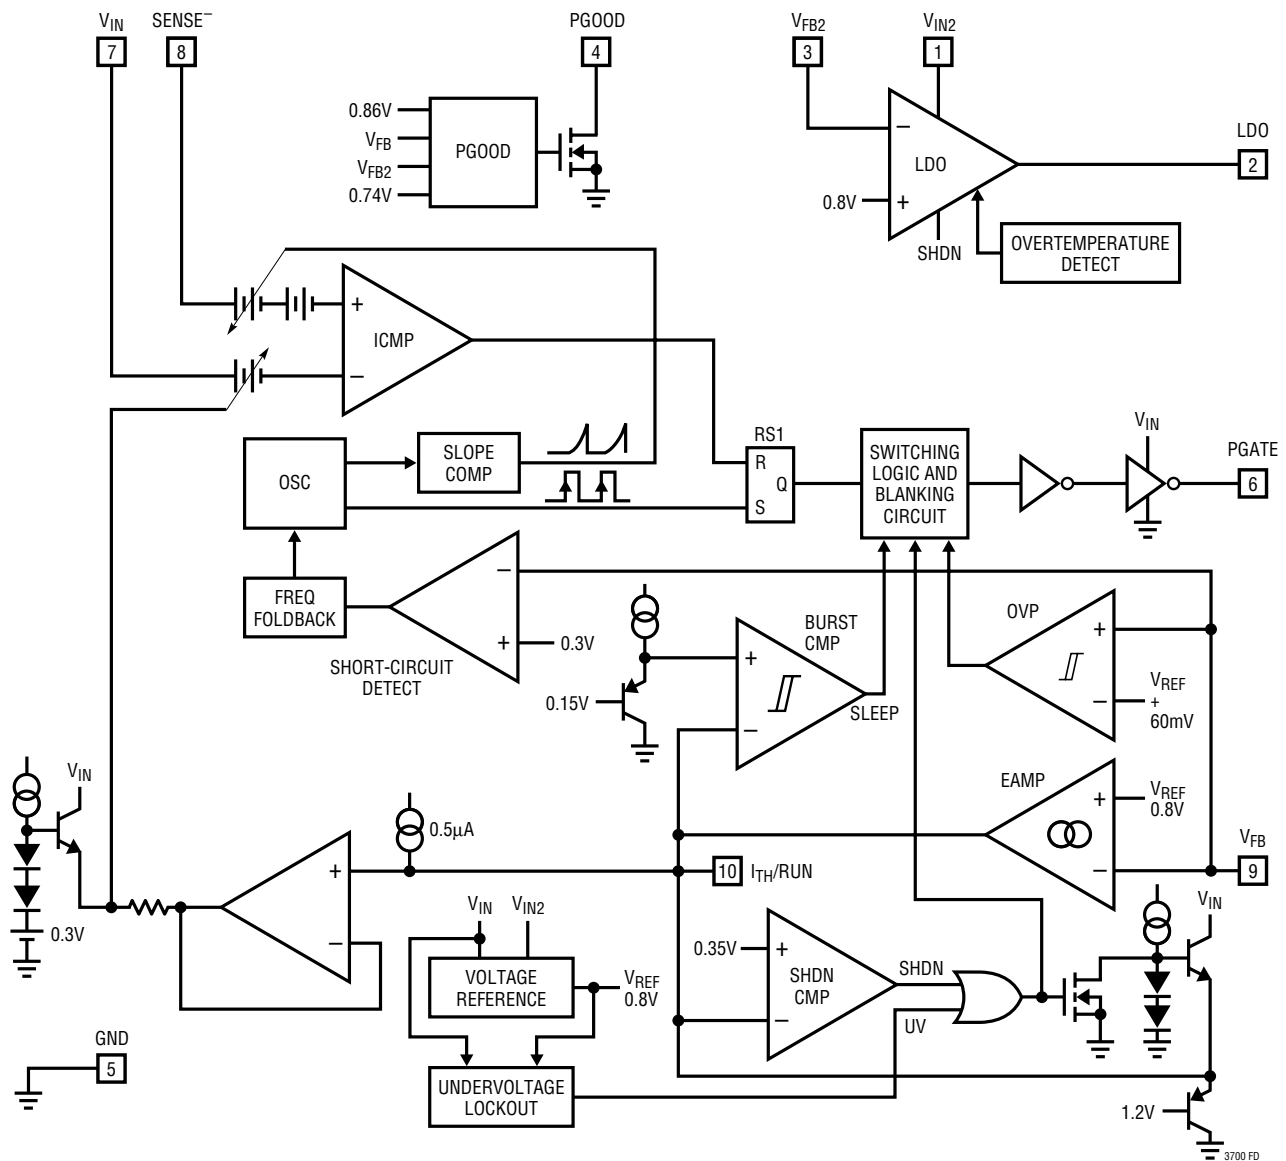 VIN
7
SENSE−
8
PGOOD
4
VFB2
3
VIN2
1
0.86V
VFB
VFB2
0.74V
PGOOD
−
LDO
0.8V
+
SHDN
LDO
2
OVERTEMPERATURE
DETECT
+
ICMP
−
OSC
SLOPE
COMP
RS1
R
Q
S
SWITCHING
LOGIC AND
BLANKING
CIRCUIT
VIN
PGATE
6
FREQ
FOLDBACK
−
+
0.3V
SHORT-CIRCUIT
DETECT
BURST
CMP
+
−
0.15V
SLEEP
OVP
+
−
VREF
+
60mV
EAMP
+
VREF
0.8V
−
VFB
9
VIN
0.3V
+
−
0.5µA
10
ITH/RUN
VIN
VIN2
VOLTAGE
REFERENCE
VREF
0.8V
UNDERVOLTAGE
LOCKOUT
0.35V
+
SHDN
CMP
−
SHDN
UV
VIN
1.2V
GND
5
3700 FD